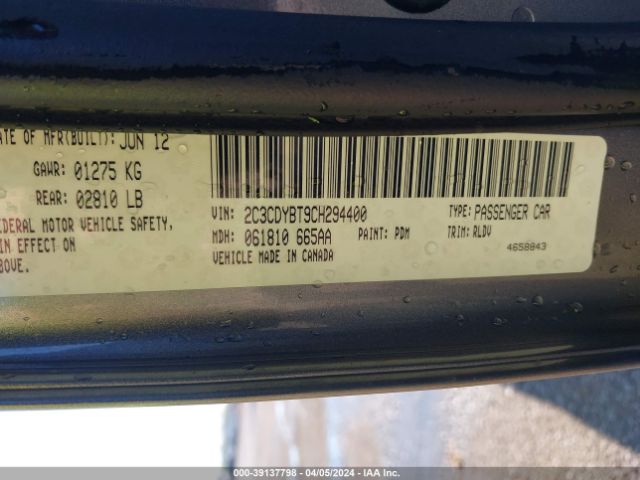 ATE OF MFR(BUILT): JUN 12
GAWR: 01275 KG
REAR: 02810 LB
EDERAL MOTOR VEHICLE SAFETY,
IN EFFECT ON
BOVE.
VIN: 2C3CDYBT9CH294400
TYPE: PASSENGER CAR
MDH: 061810 665AA
PAINT: PDM
TRIM: RLDV
VEHICLE MADE IN CANADA
4658843
000-39137798 - 04/05/2024 - IAAI.COM